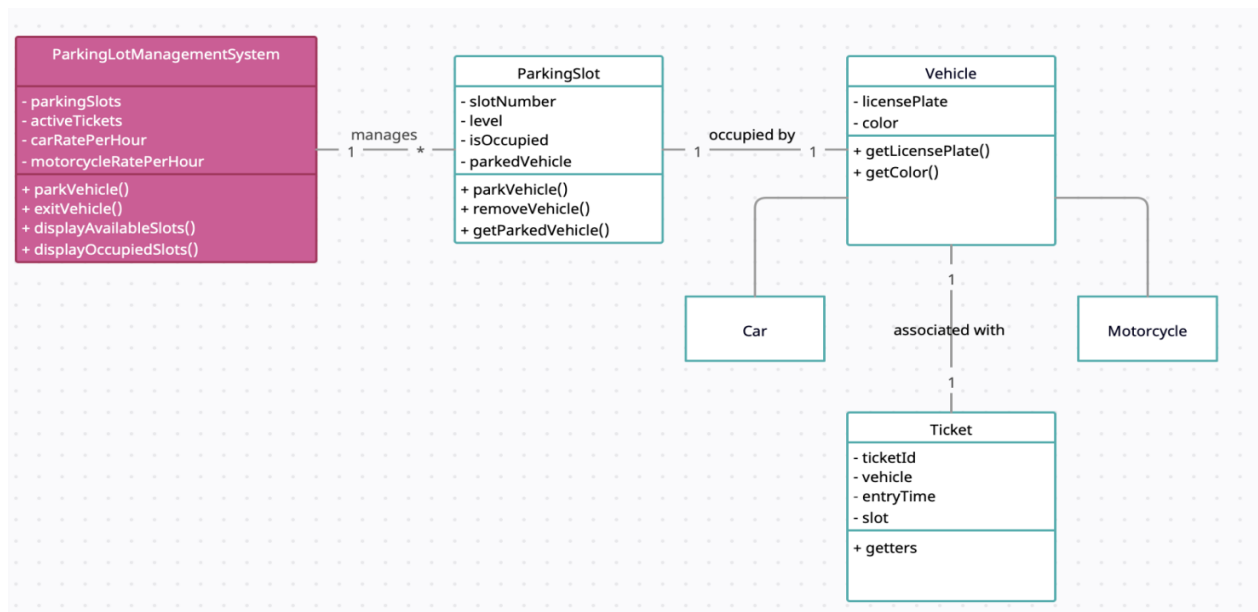 ParkingLotManagementSystem
- parkingSlots
- activeTickets
- carRatePerHour
- motorcycleRatePerHour
+ parkVehicle()
+ exitVehicle()
+ displayAvailableSlots()
+ displayOccupiedSlots()
manages
1
*
ParkingSlot
- slotNumber
- level
- isOccupied
- parkedVehicle
+ parkVehicle()
+ removeVehicle()
+ getParkedVehicle()
occupied by
1
1
Vehicle
- licensePlate
- color
+ getLicensePlate()
+ getColor()
Car
1
associated with
1
Motorcycle
Ticket
- ticketId
- vehicle
- entryTime
- slot
+ getters